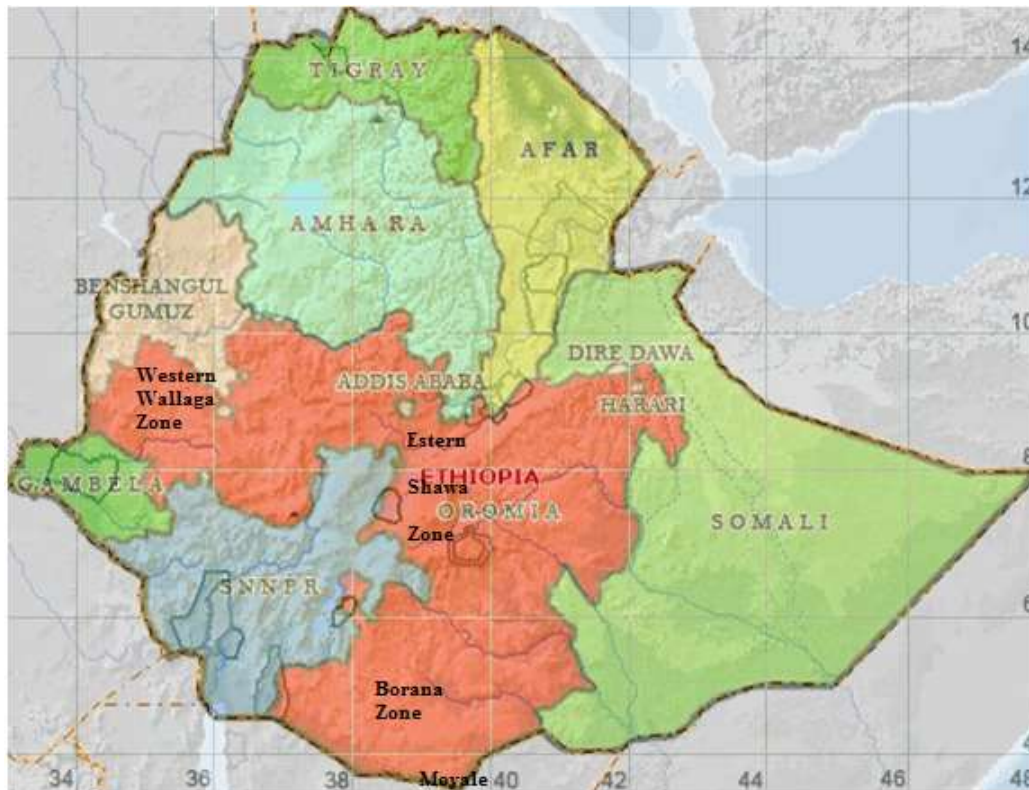 TIGRAY
14
AFAR
12
AMHARA
BENSHANGUL
GUMUZ
10
DIRE DAWA
Western
Wallaga
Zone
ADDIS ABABA
HARARI
Estern
8
GAMBELA
ETHIOPIA
Shawa
OROMIA
SOMALI
Zone
SNNPR
6
Borana
Zone
4
34
36
38
Moyale
40
42
44
46
48